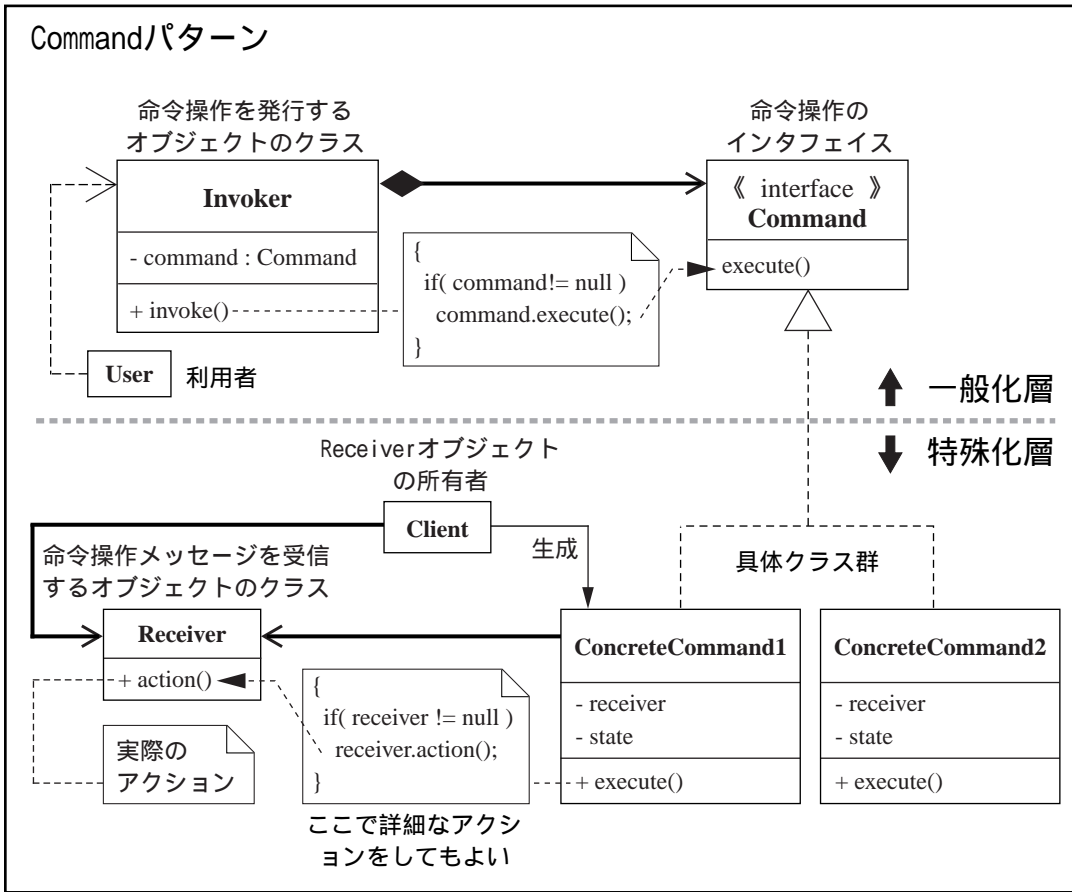 Commandパターン
命令操作を発行する
オブジェクトのクラス
命令操作の
インタフェイス
Invoker
- command : Command
+ invoke()
{
if( command!= null )
command.execute();
}
《 interface 》
Command
execute()
User
利用者
一般化層
特殊化層
Receiverオブジェクト
の所有者
Client
生成
命令操作メッセージを受信
するオブジェクトのクラス
具体クラス群
Receiver
+ action()
実際の
アクション
{
if( receiver != null )
receiver.action();
}
ここで詳細なアクシ
ョンをしてもよい
ConcreteCommand1
- receiver
- state
+ execute()
ConcreteCommand2
- receiver
- state
+ execute()